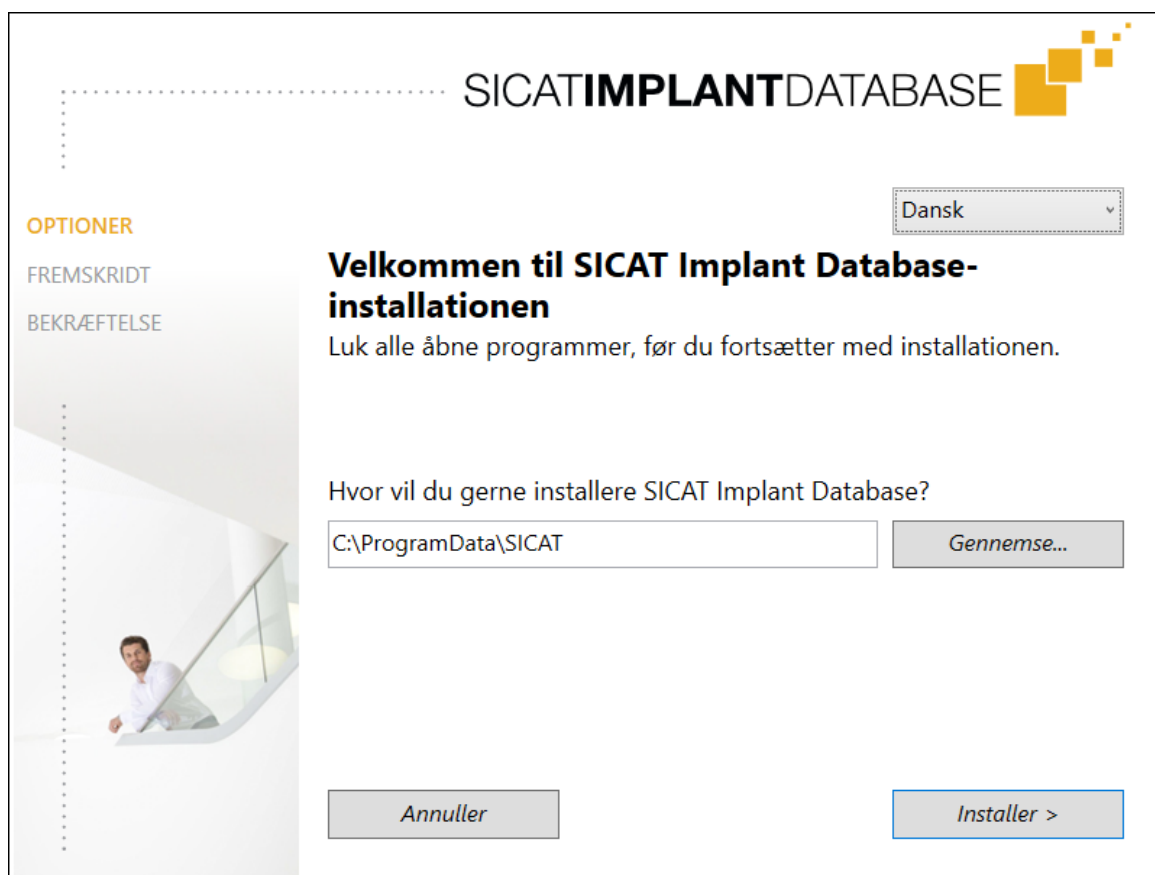 SICATIMPLANTDATABASE
Dansk
OPTIONER
FREMSKRIDT
BEKRÆFTELSE
Velkommen til SICAT Implant Database-
installationen
Luk alle åbne programmer, før du fortsætter med installationen.
Hvor vil du gerne installere SICAT Implant Database?
C:\ProgramData\SICAT
Gennemse...
Annuller
Installer >